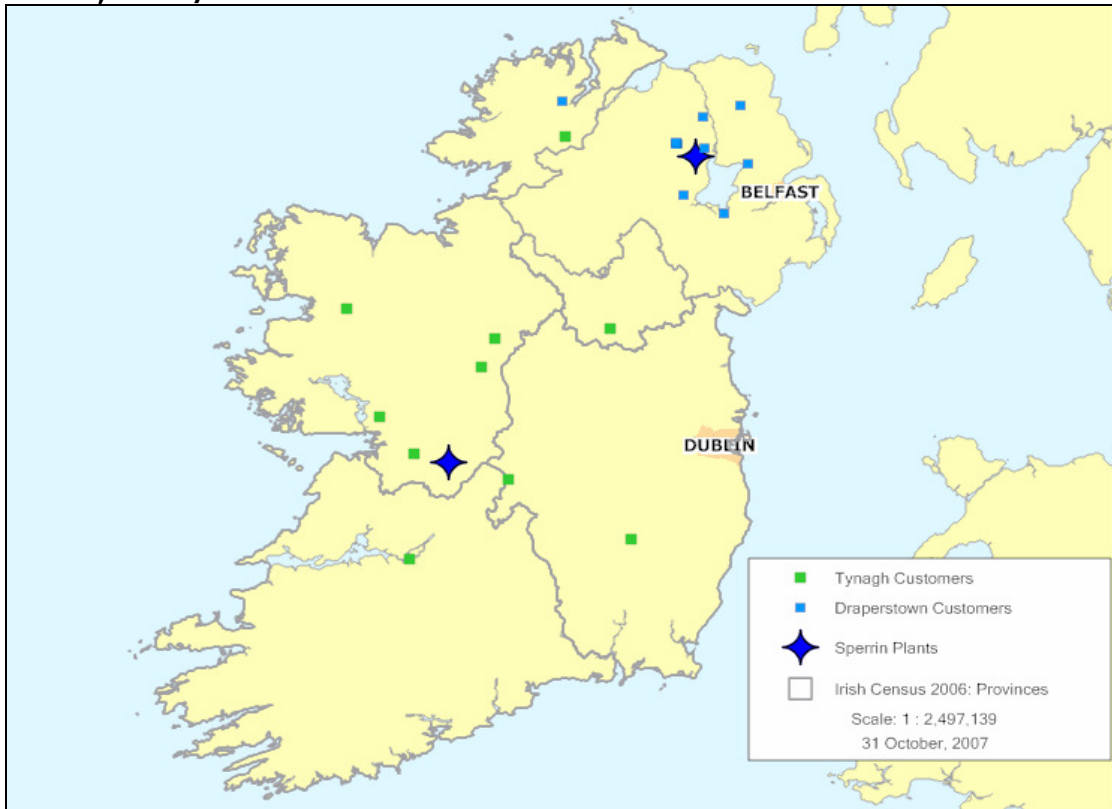 BELFAST
DUBLIN
Tynagh Customers
Draperstown Customers
Sperrin Plants
Irish Census 2006: Provinces
Scale: 1 : 2,497,139
31 October, 2007